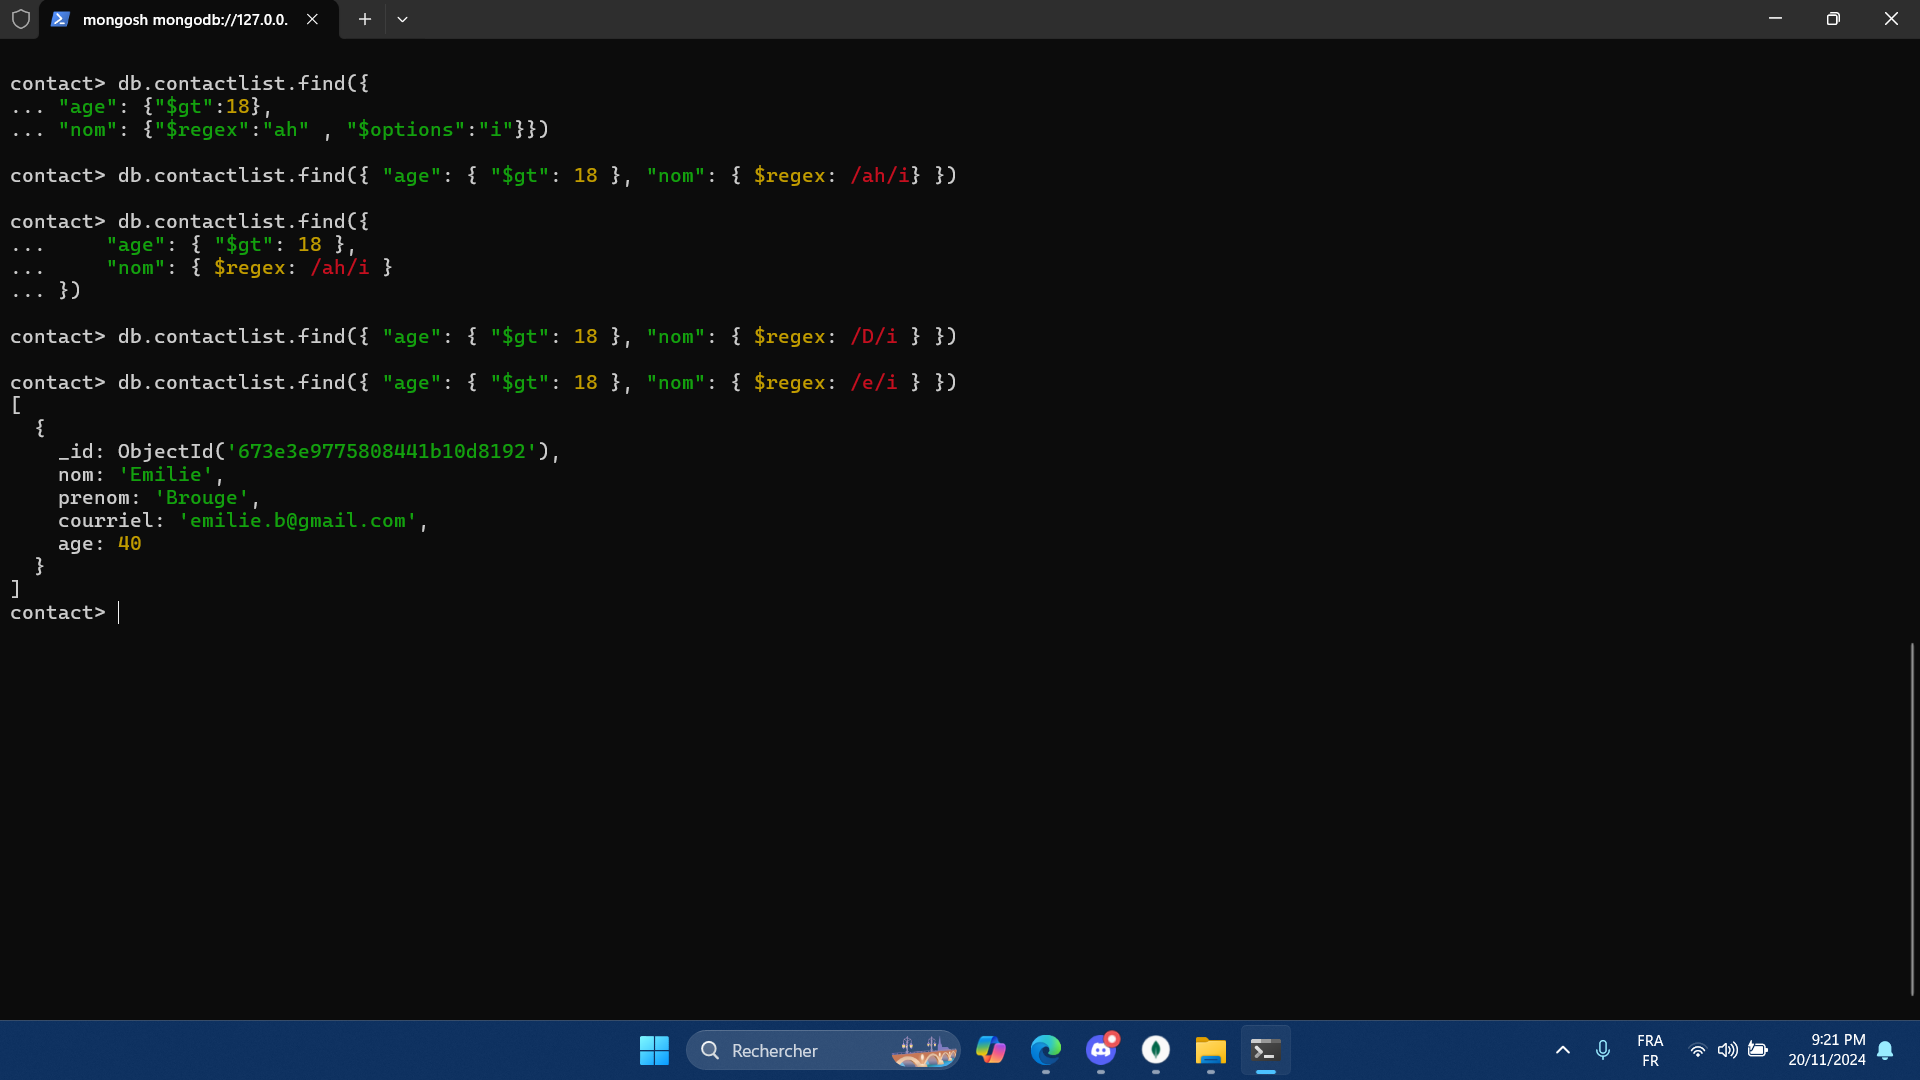 mongosh mongodb://127.0.0.
contact> db.contactlist.find({
... "age": {"$gt":18},
... "nom": {"$regex":"ah" , "$options":"i"}})
contact> db.contactlist.find({ "age": { "$gt": 18 }, "nom": { $regex: /ah/i} })
contact> db.contactlist.find({
...     "age": { "$gt": 18 },
...     "nom": { $regex: /ah/i }
... })
contact> db.contactlist.find({ "age": { "$gt": 18 }, "nom": { $regex: /D/i } })
contact> db.contactlist.find({ "age": { "$gt": 18 }, "nom": { $regex: /e/i } })
[
  {
    _id: ObjectId('673e3e9775808441b10d8192'),
    nom: 'Emilie',
    prenom: 'Brouge',
    courriel: 'emilie.b@gmail.com',
    age: 40
  }
]
contact>
Rechercher
FRA
FR
9:21 PM
20/11/2024